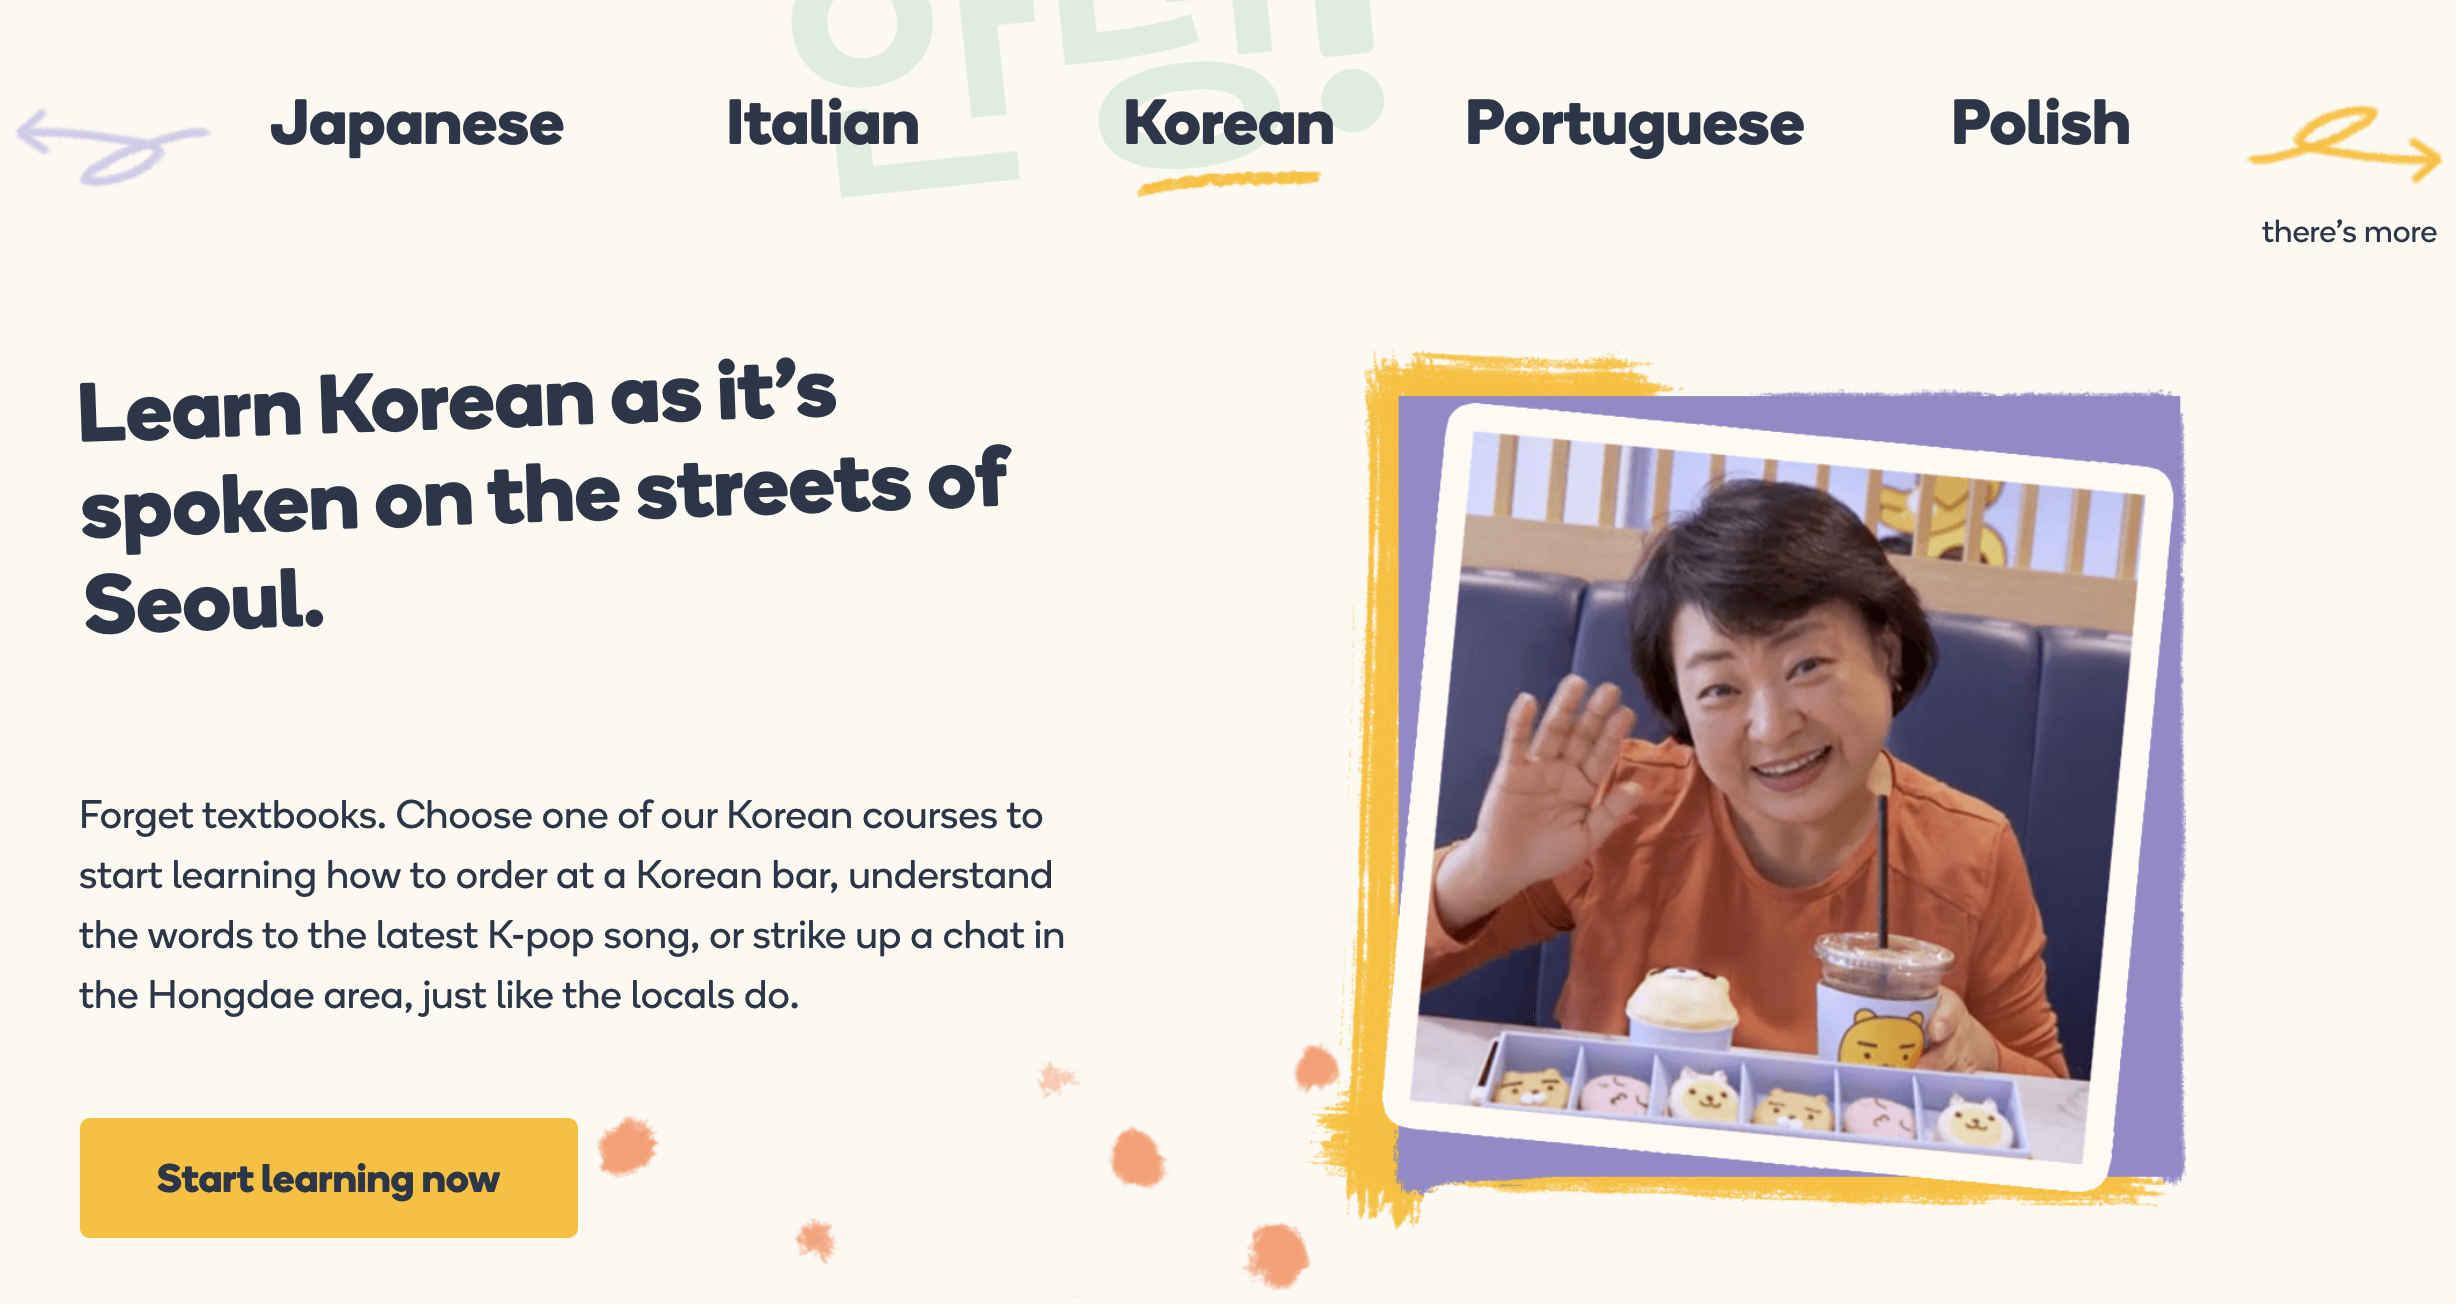 안녕!
Japanese
Italian
Korean
Portuguese
Polish
there’s more
Learn Korean as it’s
spoken on the streets of
Seoul.
Forget textbooks. Choose one of our Korean courses to
start learning how to order at a Korean bar, understand
the words to the latest K-pop song, or strike up a chat in
the Hongdae area, just like the locals do.
Start learning now